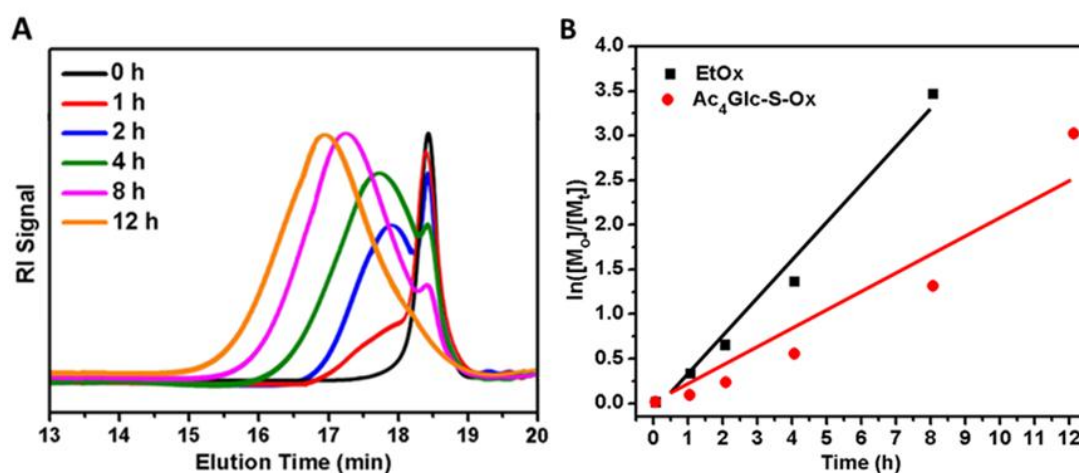 A
0 h
1 h
2 h
4 h
8 h
12 h
RI Signal
13 14 15 16 17 18 19 20
Elution Time (min)
B
EtOx
Ac₄Glc-S-Ox
ln([Mo]/[Mt])
4.0
3.5
3.0
2.5
2.0
1.5
1.0
0.5
0.0
0 1 2 3 4 5 6 7 8 9 10 11 12
Time (h)